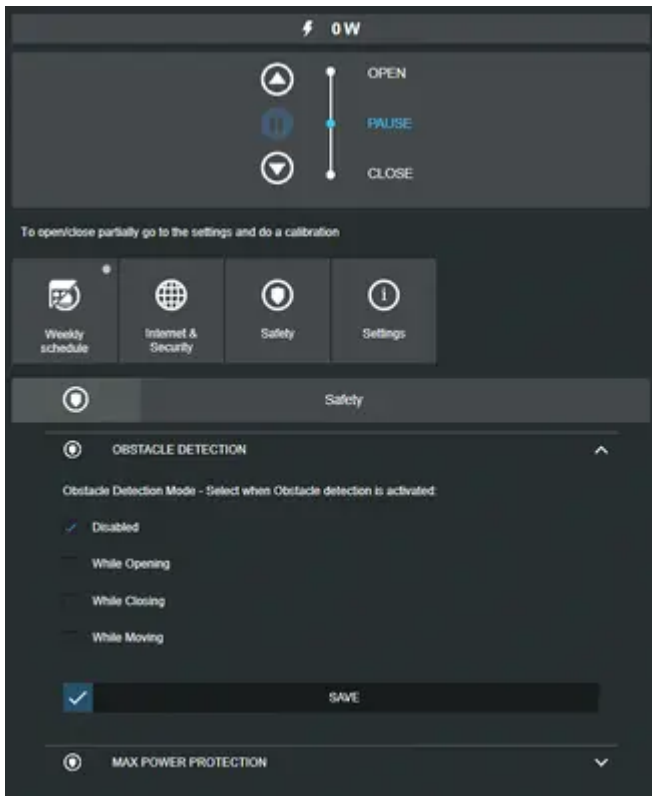 0 W
OPEN
PAUSE
CLOSE
To open/close partially go to the settings and do a calibration
Weekly
schedule
Internet &
Security
Safety
Settings
Safety
OBSTACLE DETECTION
Obstacle Detection Mode - Select when Obstacle detection is activated:
Disabled
While Opening
While Closing
While Moving
SAVE
MAX POWER PROTECTION